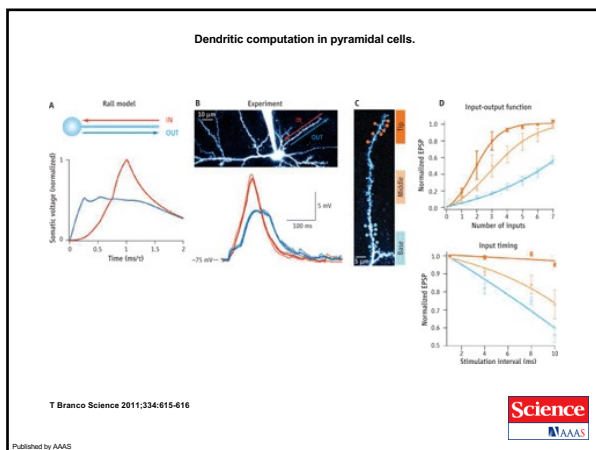 Dendritic computation in pyramidal cells.
A Rall model
IN
OUT
Somatic voltage (normalized)
1
0
0 0.5 1 1.5 2
Time (ms/τ)
B Experiment
10 μm
IN
OUT
5 mV
100 ms
–75 mV
C
Tip
Middle
Base
5 μm
D Input-output function
Normalized EPSP
1.0
0.8
0.6
0.4
0.2
0.0
0 1 2 3 4 5 6 7
Number of inputs
Input timing
Normalized EPSP
1.0
0.9
0.8
0.7
0.6
0.5
2 4 6 8 10
Stimulation interval (ms)
T Branco Science 2011;334:615-616
Science
AAAS
Published by AAAS